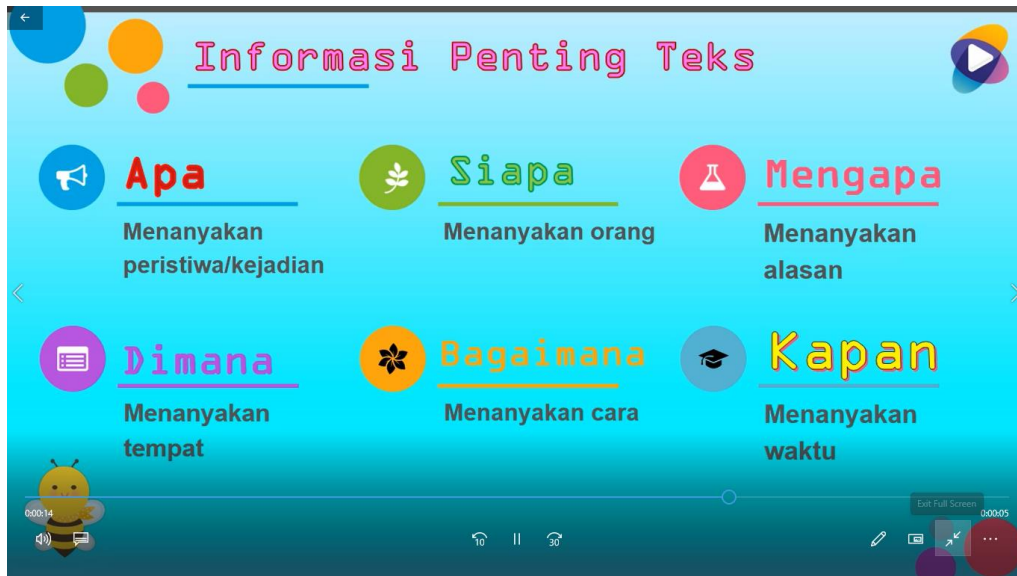 Informasi Penting Teks
Apa
Menanyakan
peristiwa/kejadian
Siapa
Menanyakan orang
Mengapa
Menanyakan
alasan
Dimana
Menanyakan
tempat
Bagaimana
Menanyakan cara
Kapan
Menanyakan
waktu
Exit Full Screen
0:00:14
0:00:05
10
30